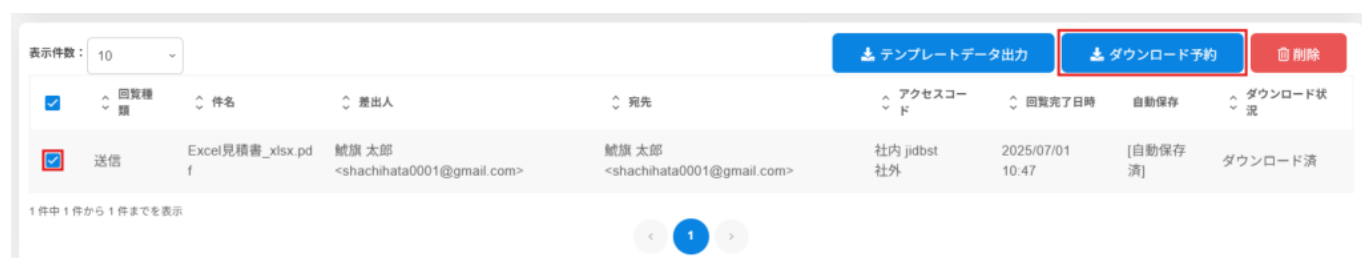 表示件数： 10
テンプレートデータ出力 ダウンロード予約 削除
回覧種類 件名 差出人 宛先 アクセスコード 回覧完了日時 自動保存 ダウンロード状況
送信 Excel見積書_xlsx.pdf 鯱旗 太郎 <shachihata0001@gmail.com> 鯱旗 太郎 <shachihata0001@gmail.com> 社内 jidbst 社外 2025/07/01 10:47 [自動保存済] ダウンロード済
1 件中 1 件から 1 件までを表示
‹ 1 ›